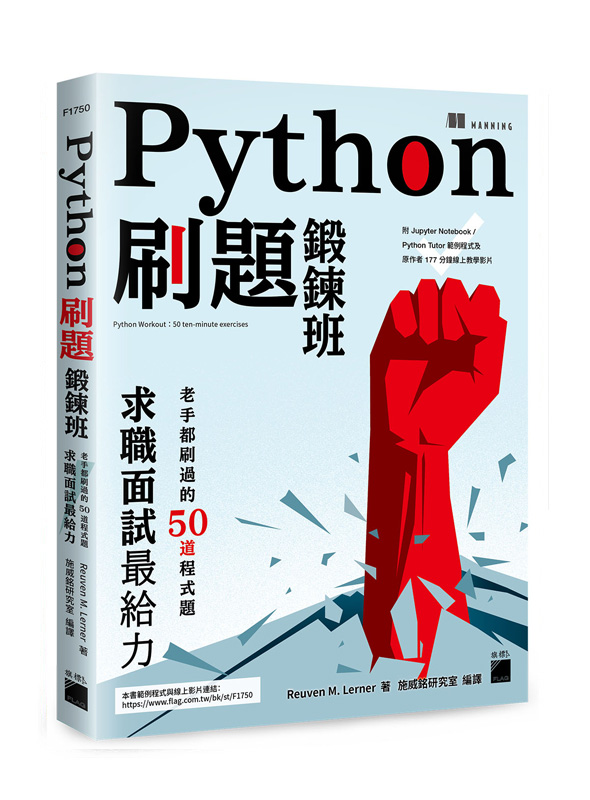 F1750
Python
刷題
鍛鍊班
老手都刷過的 50 道程式題
求職面試最給力
Reuven M. Lerner 著
施威銘研究室 編譯
旗標
FLAG
MANNING
Python
刷題
鍛鍊班
附 Jupyter Notebook /
Python Tutor 範例程式及
原作者 177 分鐘線上教學影片
Python Workout：50 ten-minute exercises
老手都刷過的50道程式題
求職面試最給力
本書範例程式與線上影片連結：
https://www.flag.com.tw/bk/st/F1750
Reuven M. Lerner 著 施威銘研究室 編譯
旗標
FLAG